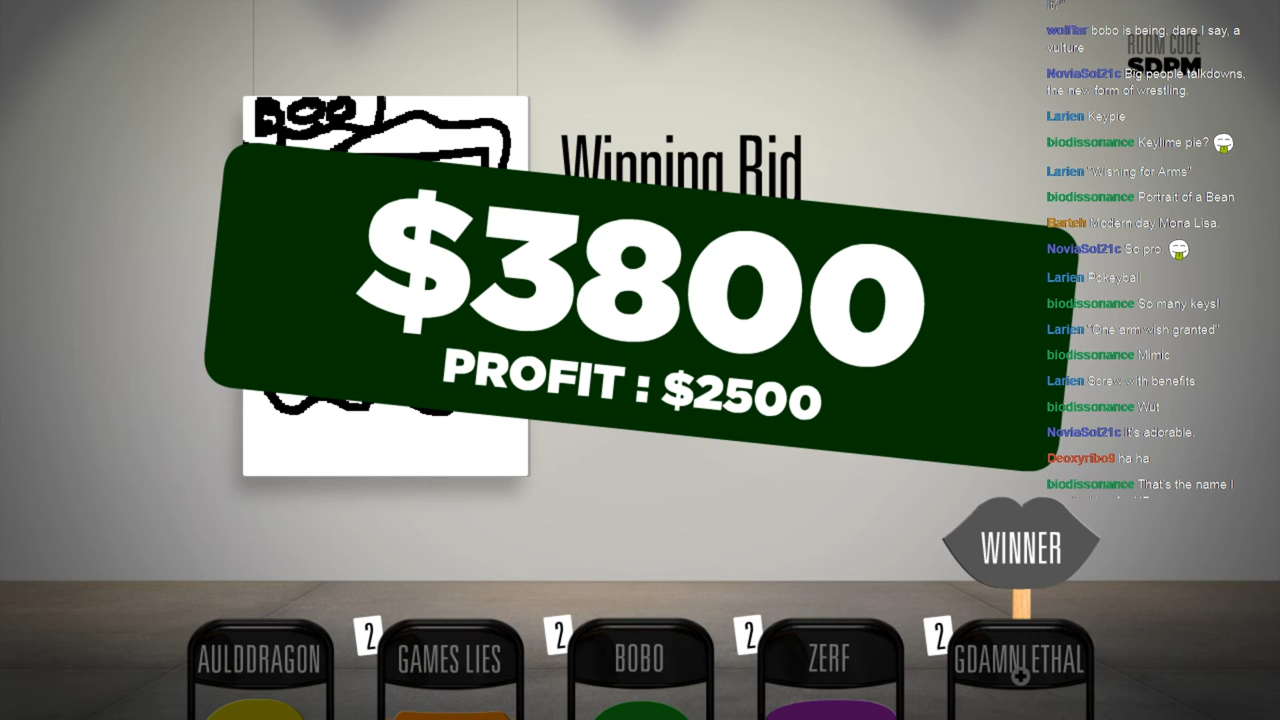 it?"
wolflar bobo is being, dare I say, a
vulture
ROOM CODE
SDPM
NoviaSol21c Big people talkdowns,
the new form of wrestling.
Larien Keyple
biodissonance Keylime pie?
Larien "Wishing for Arms"
biodissonance Portrait of a Bean
Barteh Modern day Mona Lisa.
NoviaSol21c So pro
Larien Pokeyball
biodissonance So many keys!
Larien "One arm wish granted"
biodissonance Mimic
Larien Screw with benefits
biodissonance Wut
NoviaSol21c It's adorable.
Deoxyribo9 ha ha
biodissonance That's the name I
BOO
Winning Bid
$3800
PROFIT : $2500
WINNER
AULDDRAGON
2
GAMES LIES
2
BOBO
2
ZERF
2
GDAMNLETHAL